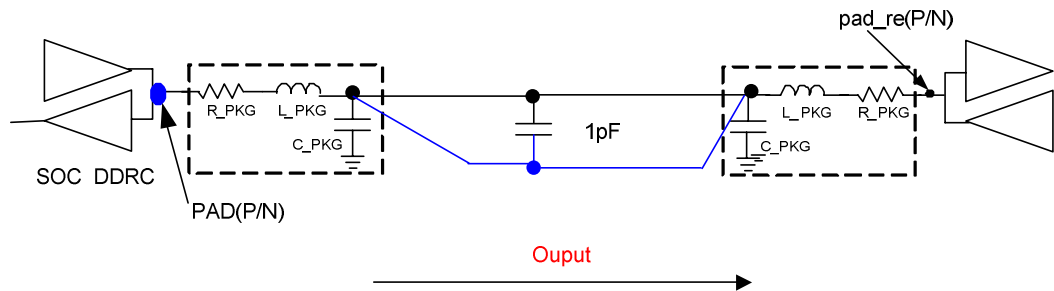 pad_re(P/N)
R_PKG
L_PKG
C_PKG
1pF
L_PKG
R_PKG
C_PKG
SOC DDRC
PAD(P/N)
Ouput